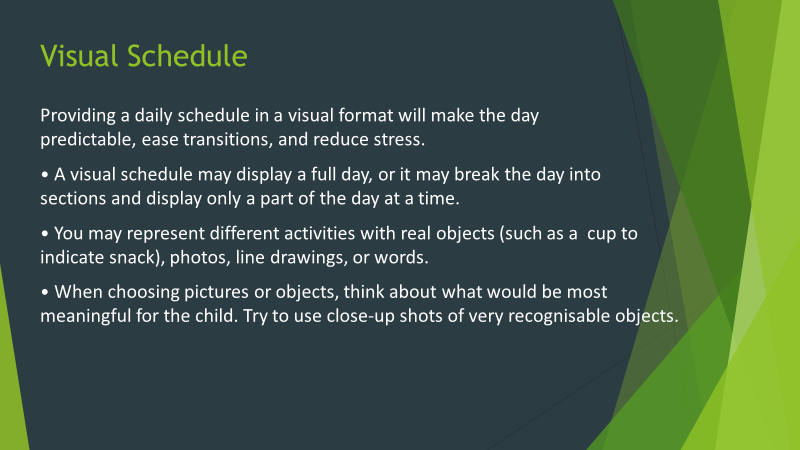 Visual Schedule
Providing a daily schedule in a visual format will make the day
predictable, ease transitions, and reduce stress.
• A visual schedule may display a full day, or it may break the day into
sections and display only a part of the day at a time.
• You may represent different activities with real objects (such as a  cup to
indicate snack), photos, line drawings, or words.
• When choosing pictures or objects, think about what would be most
meaningful for the child. Try to use close-up shots of very recognisable objects.